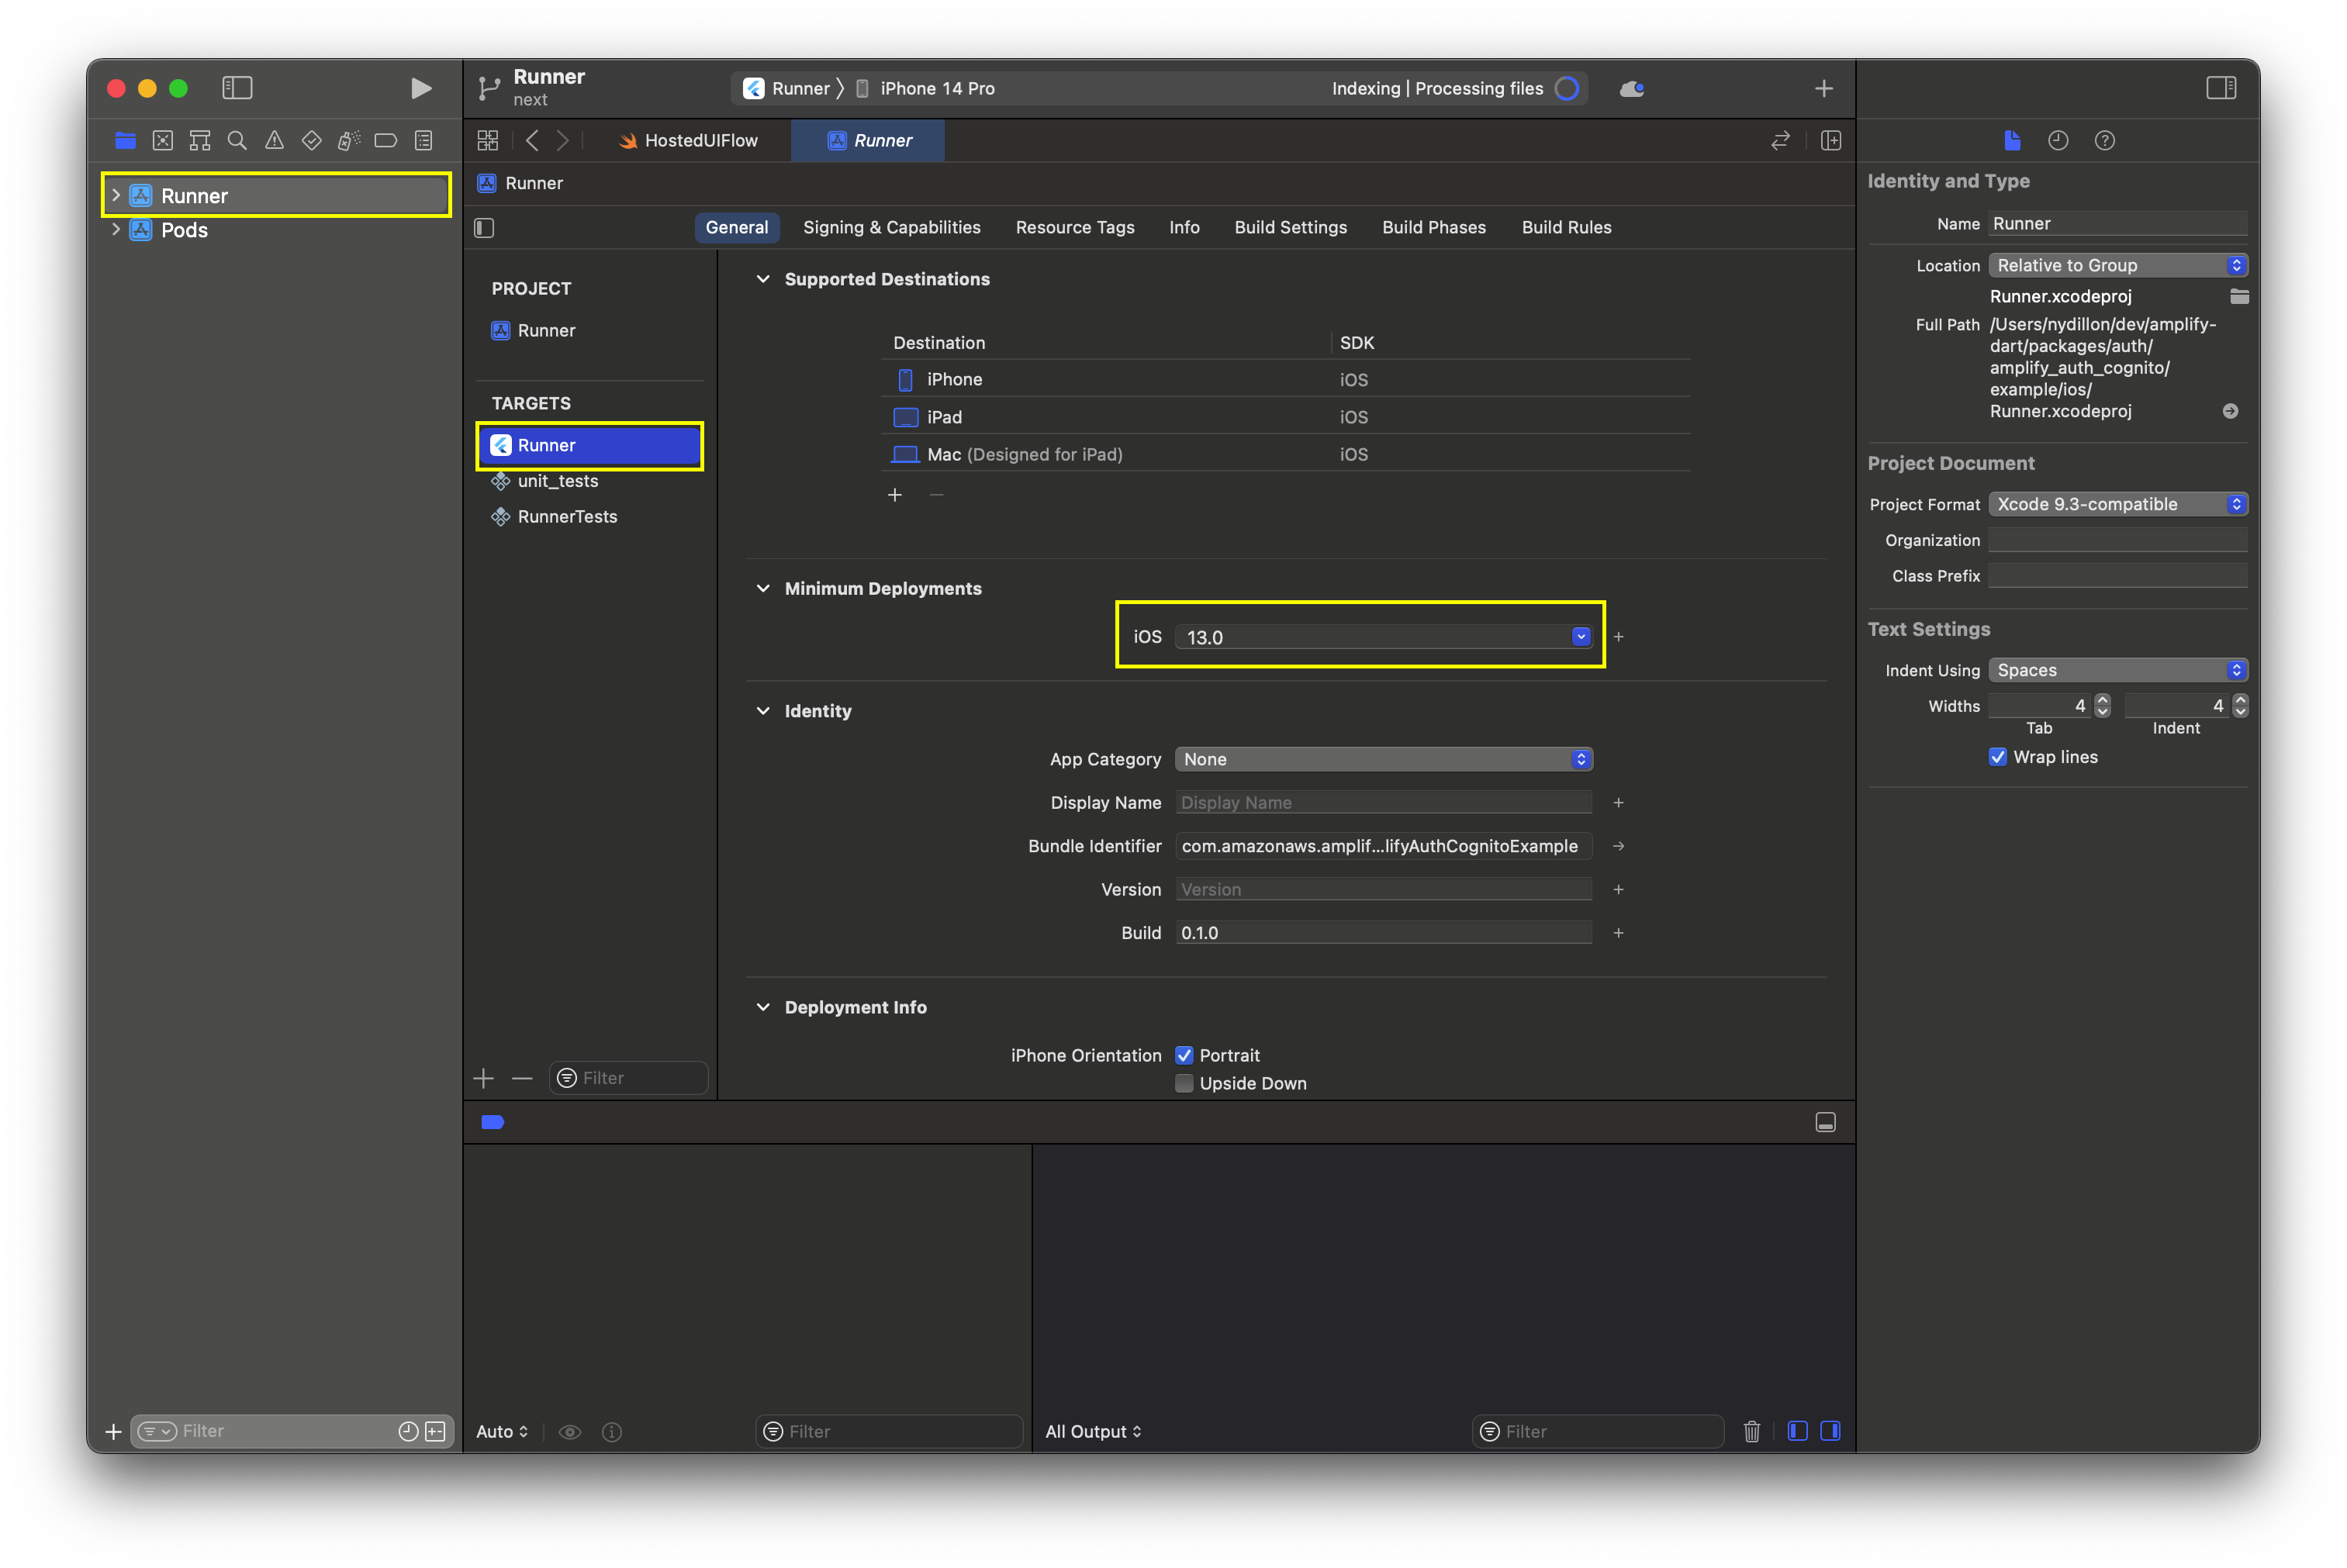 Runner
next
Runner
iPhone 14 Pro
Indexing | Processing files
HostedUIFlow
Runner
Runner
Pods
Runner
General
Signing & Capabilities
Resource Tags
Info
Build Settings
Build Phases
Build Rules
PROJECT
Runner
TARGETS
Runner
unit_tests
RunnerTests
Filter
Supported Destinations
Destination
SDK
iPhone
iOS
iPad
iOS
Mac (Designed for iPad)
iOS
Minimum Deployments
iOS
13.0
Identity
App Category
None
Display Name
Display Name
Bundle Identifier
com.amazonaws.amplif...lifyAuthCognitoExample
Version
Version
Build
0.1.0
Deployment Info
iPhone Orientation
Portrait
Upside Down
Identity and Type
Name
Runner
Location
Relative to Group
Runner.xcodeproj
Full Path
/Users/nydillon/dev/amplify-
dart/packages/auth/
amplify_auth_cognito/
example/ios/
Runner.xcodeproj
Project Document
Project Format
Xcode 9.3-compatible
Organization
Class Prefix
Text Settings
Indent Using
Spaces
Widths
4
4
Tab
Indent
Wrap lines
Filter
Auto
Filter
All Output
Filter